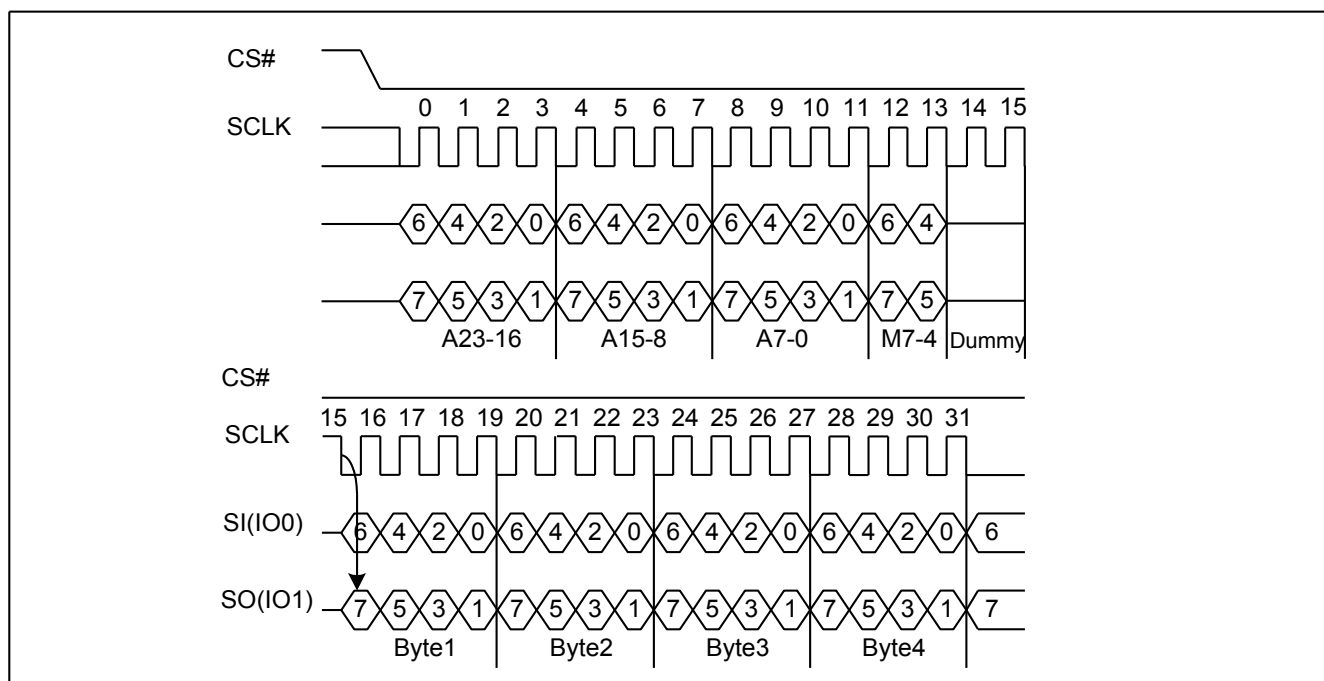 CS#
0 1 2 3 4 5 6 7 8 9 10 11 12 13 14 15
SCLK
6 4 2 0 6 4 2 0 6 4 2 0 6 4
7 5 3 1 7 5 3 1 7 5 3 1 7 5
A23-16 A15-8 A7-0 M7-4 Dummy
CS#
15 16 17 18 19 20 21 22 23 24 25 26 27 28 29 30 31
SCLK
SI(IO0) 6 4 2 0 6 4 2 0 6 4 2 0 6 4 2 0 6
SO(IO1) 7 5 3 1 7 5 3 1 7 5 3 1 7 5 3 1 7
Byte1 Byte2 Byte3 Byte4